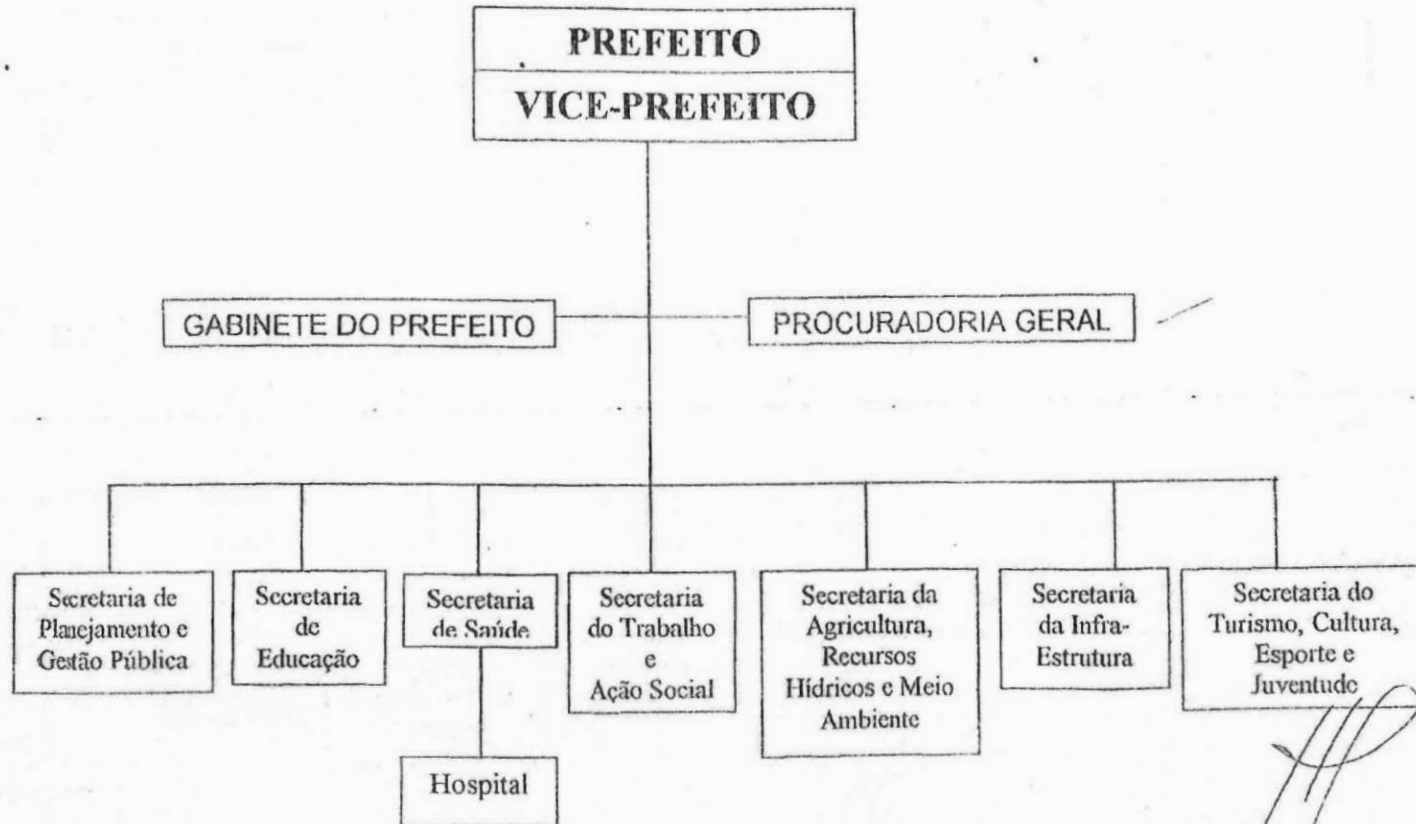 PREFEITO
VICE-PREFEITO
GABINETE DO PREFEITO
PROCURADORIA GERAL
Secretaria de
Planejamento e
Gestão Pública
Secretaria
de
Educação
Secretaria
de Saúde
Secretaria
do Trabalho
e
Ação Social
Secretaria da
Agricultura,
Recursos
Hídricos e Meio
Ambiente
Secretaria
da Infra-
Estrutura
Secretaria do
Turismo, Cultura,
Esporte e
Juventude
Hospital